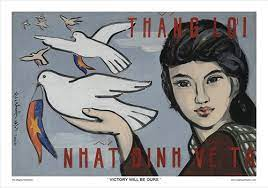 THẮNG LỢI
NHẤT ĐỊNH VỀ TA
"VICTORY WILL BE OURS"